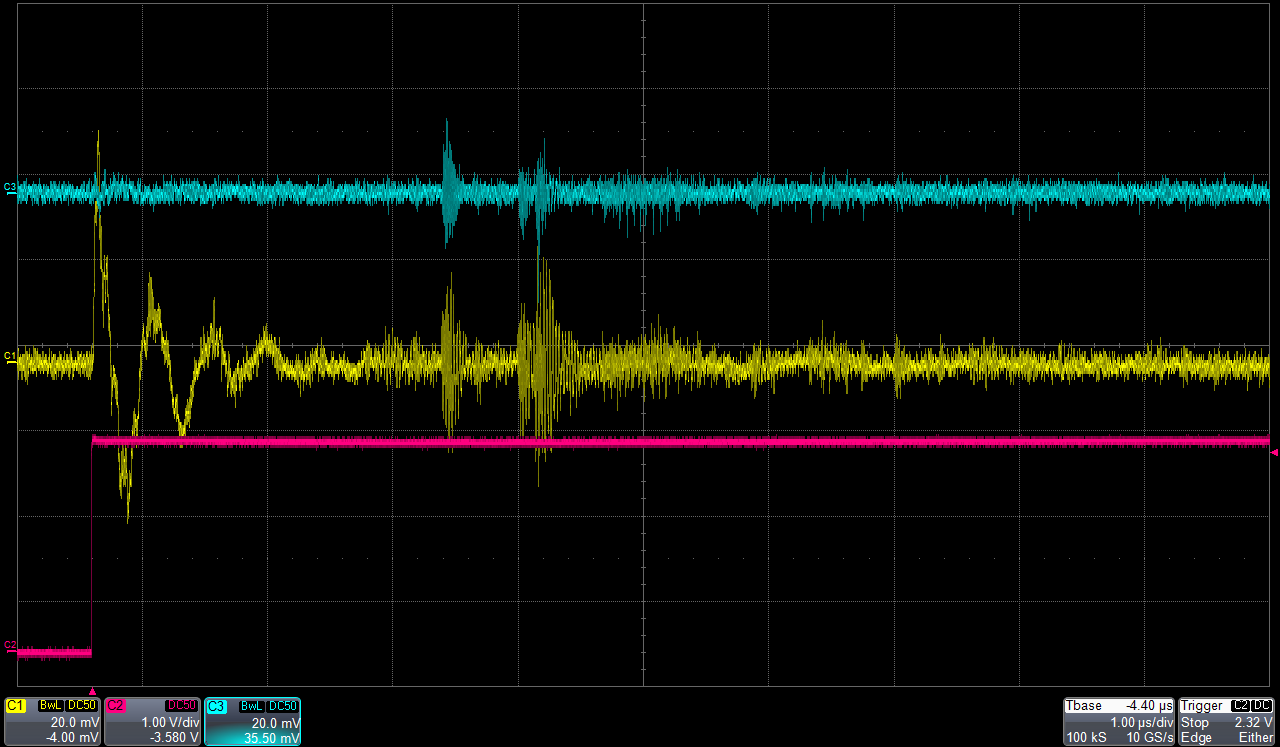 C3
C1
C2
C1 BwL DC50
20.0 mV
-4.00 mV
C2 DC50
1.00 V/div
-3.580 V
C3 BwL DC50
20.0 mV
35.50 mV
Tbase -4.40 µs
1.00 µs/div
100 kS 10 GS/s
Trigger C2 DC
Stop 2.32 V
Edge Either